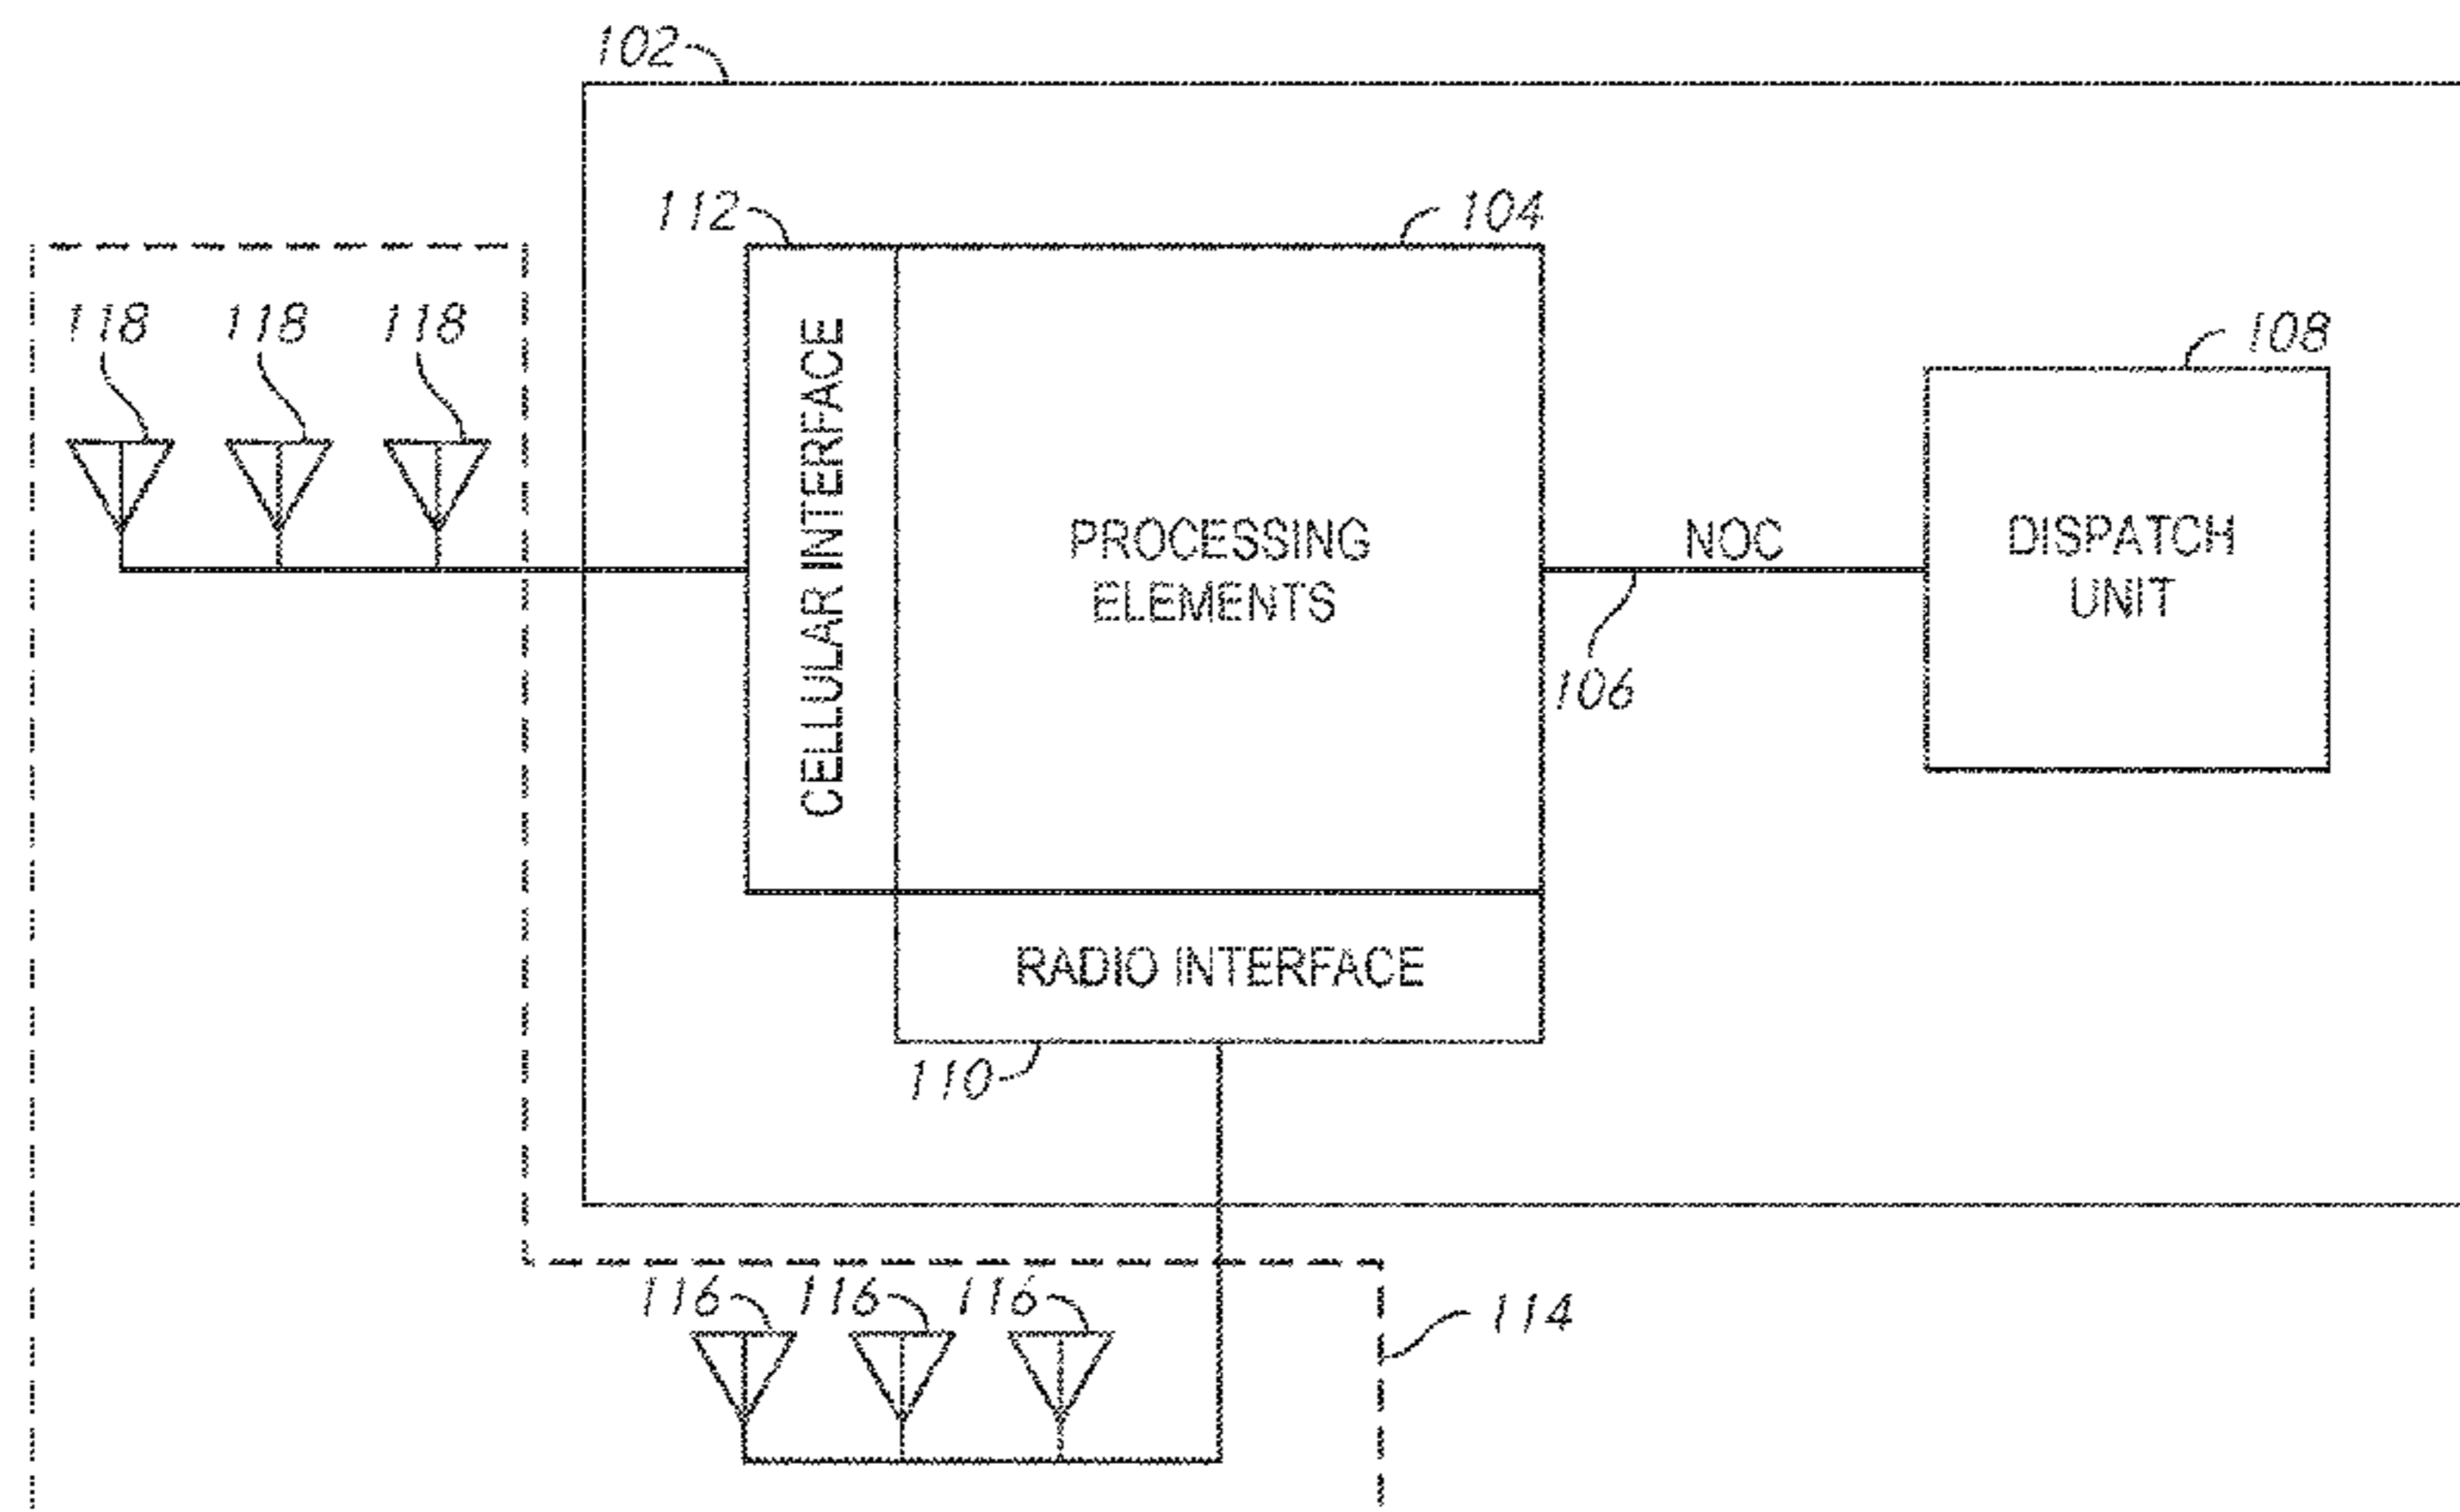 102
112
104
118 118 118
108
CELLULAR INTERFACE
PROCESSING
ELEMENTS
NOC
DISPATCH
UNIT
106
RADIO INTERFACE
110
116 116 116
114